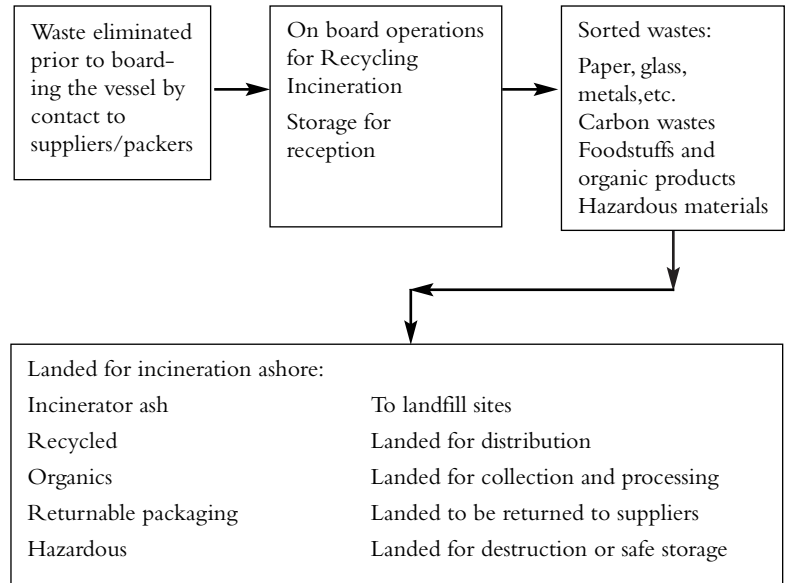 Waste eliminated
prior to board-
ing the vessel by
contact to
suppliers/packers
On board operations
for Recycling
Incineration
Storage for
reception
Sorted wastes:
Paper, glass,
metals,etc.
Carbon wastes
Foodstuffs and
organic products
Hazardous materials
Landed for incineration ashore:
Incinerator ash To landfill sites
Recycled Landed for distribution
Organics Landed for collection and processing
Returnable packaging Landed to be returned to suppliers
Hazardous Landed for destruction or safe storage